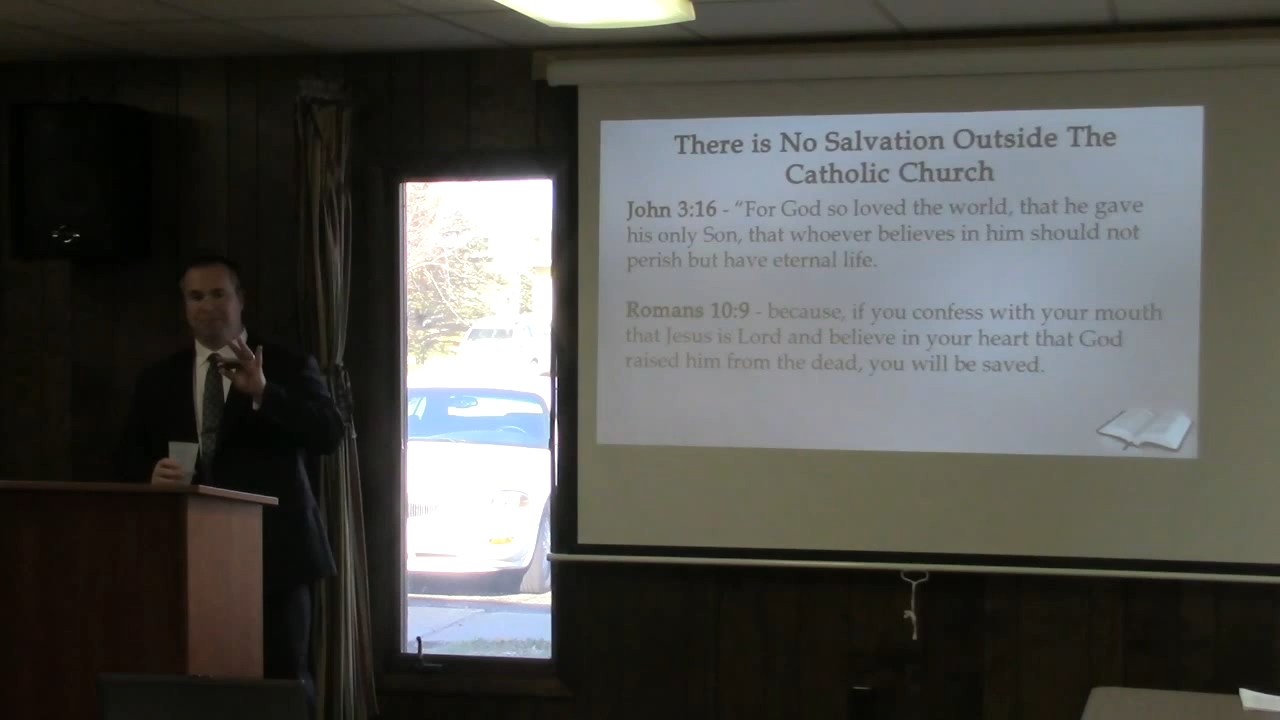 There is No Salvation Outside The
Catholic Church
John 3:16 - “For God so loved the world, that he gave
his only Son, that whoever believes in him should not
perish but have eternal life.
Romans 10:9 - because, if you confess with your mouth
that Jesus is Lord and believe in your heart that God
raised him from the dead, you will be saved.